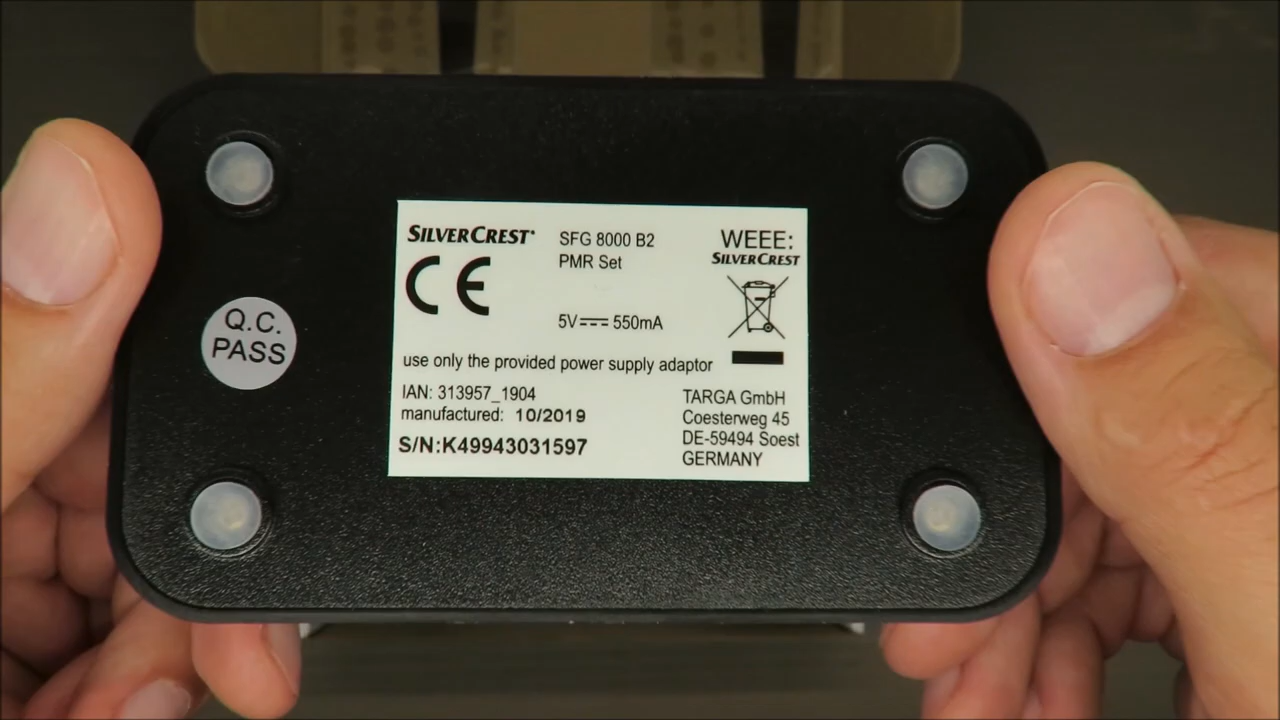 Q.C.
PASS
SILVERCREST®
CE
SFG 8000 B2
PMR Set
5V 550mA
WEEE:
SILVERCREST
use only the provided power supply adaptor
IAN: 313957_1904
manufactured: 10/2019
S/N:K49943031597
TARGA GmbH
Coesterweg 45
DE-59494 Soest
GERMANY